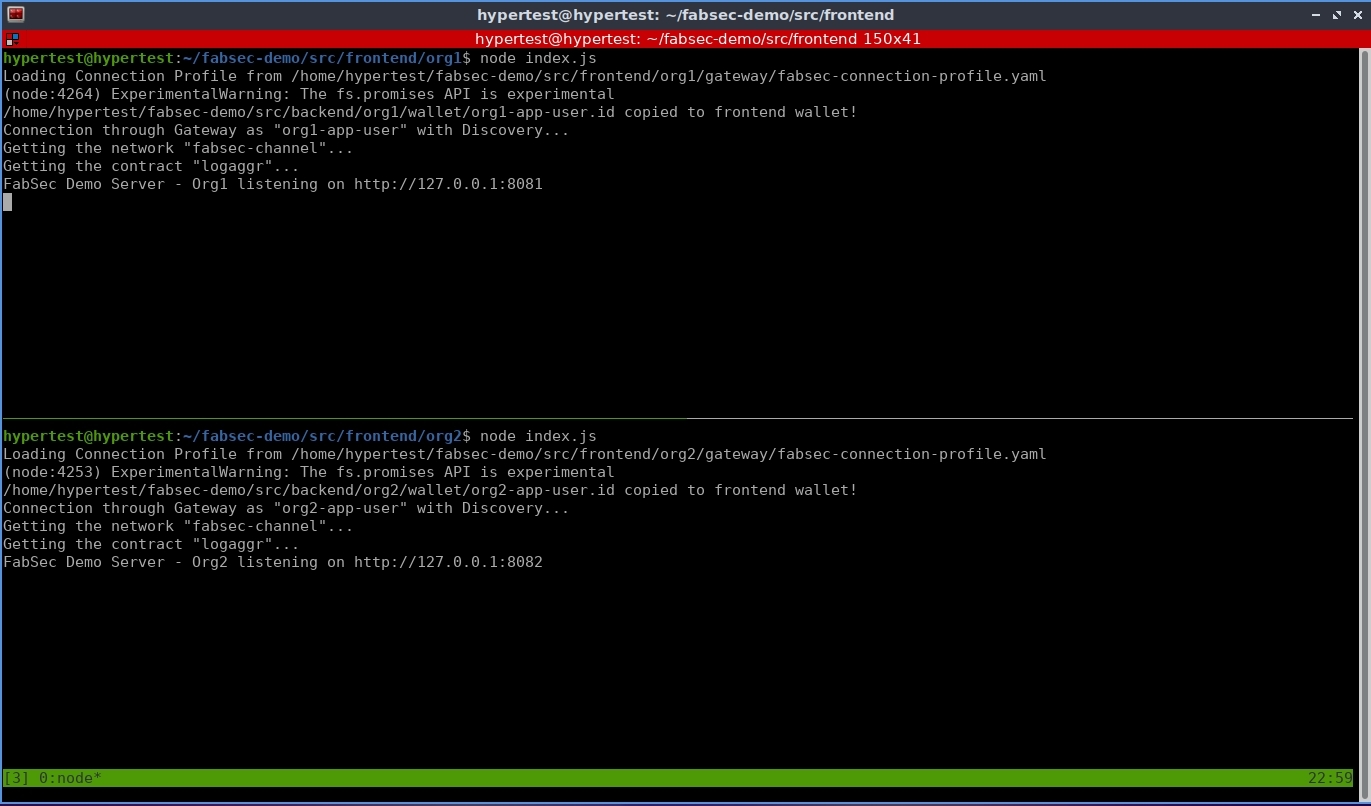 hypertest@hypertest: ~/fabsec-demo/src/frontend
hypertest@hypertest: ~/fabsec-demo/src/frontend 150x41
hypertest@hypertest:~/fabsec-demo/src/frontend/org1$ node index.js
Loading Connection Profile from /home/hypertest/fabsec-demo/src/frontend/org1/gateway/fabsec-connection-profile.yaml
(node:4264) ExperimentalWarning: The fs.promises API is experimental
/home/hypertest/fabsec-demo/src/backend/org1/wallet/org1-app-user.id copied to frontend wallet!
Connection through Gateway as "org1-app-user" with Discovery...
Getting the network "fabsec-channel"...
Getting the contract "logaggr"...
FabSec Demo Server - Org1 listening on http://127.0.0.1:8081
hypertest@hypertest:~/fabsec-demo/src/frontend/org2$ node index.js
Loading Connection Profile from /home/hypertest/fabsec-demo/src/frontend/org2/gateway/fabsec-connection-profile.yaml
(node:4253) ExperimentalWarning: The fs.promises API is experimental
/home/hypertest/fabsec-demo/src/backend/org2/wallet/org2-app-user.id copied to frontend wallet!
Connection through Gateway as "org2-app-user" with Discovery...
Getting the network "fabsec-channel"...
Getting the contract "logaggr"...
FabSec Demo Server - Org2 listening on http://127.0.0.1:8082
[3] 0:node* 22:59